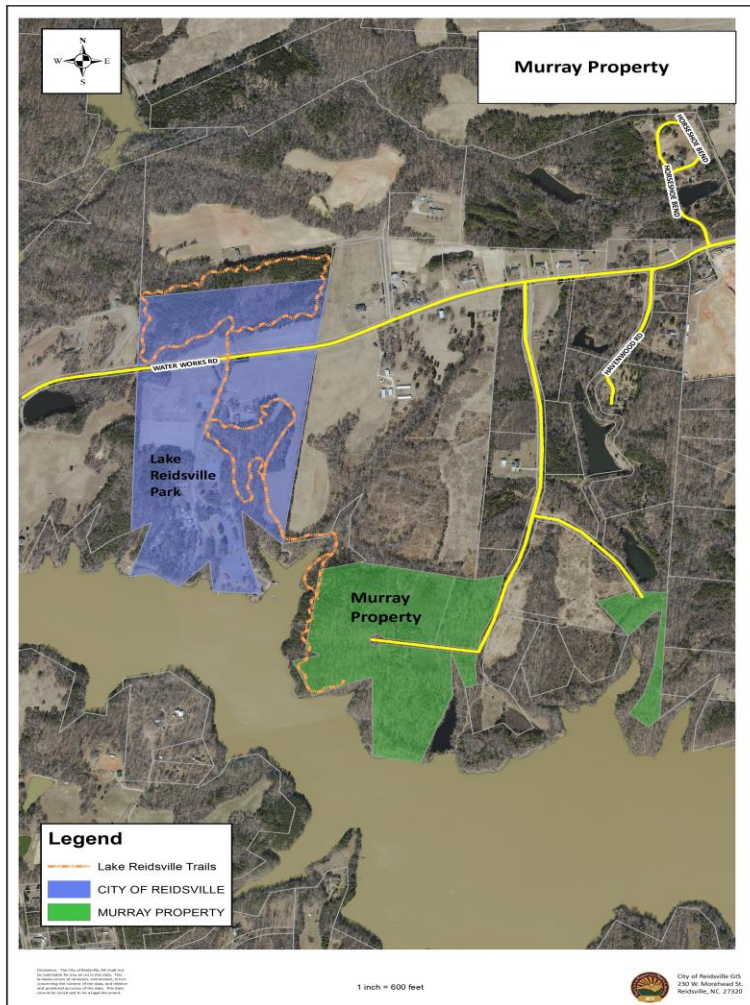 Murray Property
N
W E
S
HORSESHOE BEND
HORSESHOE BEND
WATER WORKS RD
HAVENWOOD RD
Lake
Reidsville
Park
Murray
Property
Legend
Lake Reidsville Trails
CITY OF REIDSVILLE
MURRAY PROPERTY
1 inch = 600 feet
City of Reidsville GIS
230 W. Morehead St.
Reidsville, NC 27320